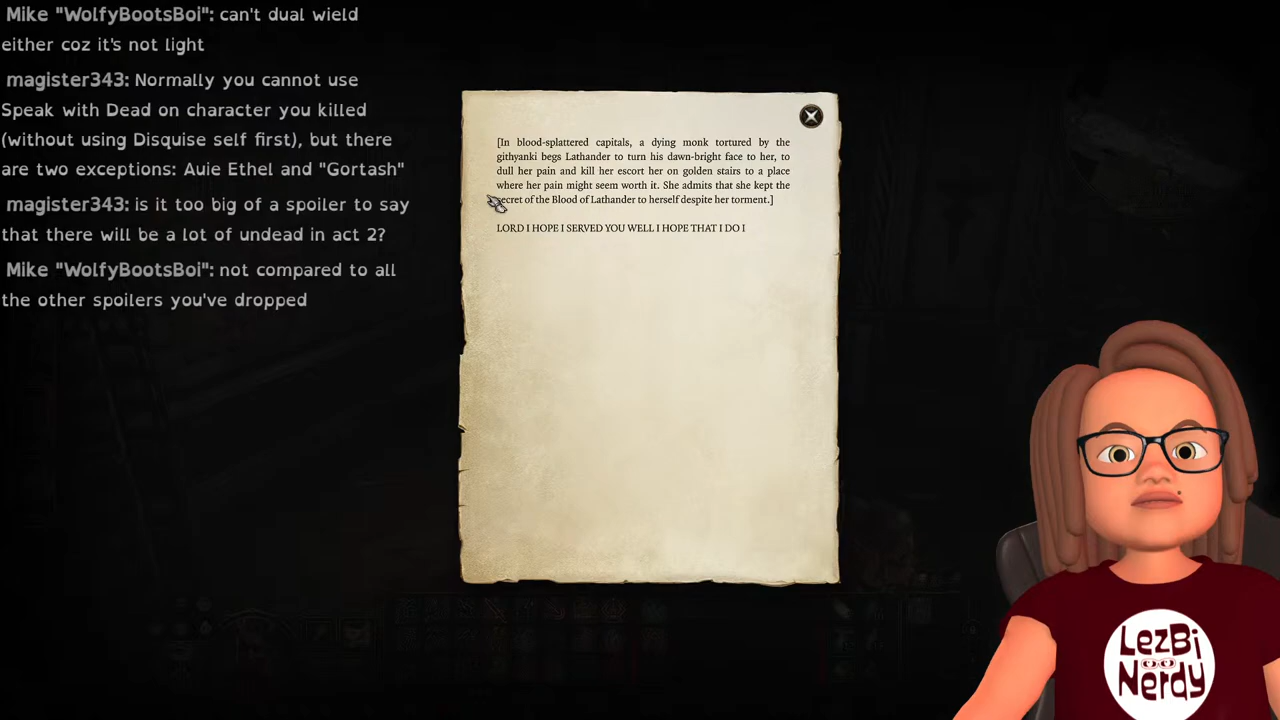 Mike "WolfyBootsBoi": can't dual wield
either coz it's not light
magister343: Normally you cannot use
Speak with Dead on character you killed
(without using Disquise self first), but there
are two exceptions: Auie Ethel and "Gortash"
magister343: is it too big of a spoiler to say
that there will be a lot of undead in act 2?
Mike "WolfyBootsBoi": not compared to all
the other spoilers you've dropped
[In blood-splattered capitals, a dying monk tortured by the
githyanki begs Lathander to turn his dawn-bright face to her, to
dull her pain and kill her escort her on golden stairs to a place
where her pain might seem worth it. She admits that she kept the
secret of the Blood of Lathander to herself despite her torment.]
LORD I HOPE I SERVED YOU WELL I HOPE THAT I DO I
LezBi
Nerdy